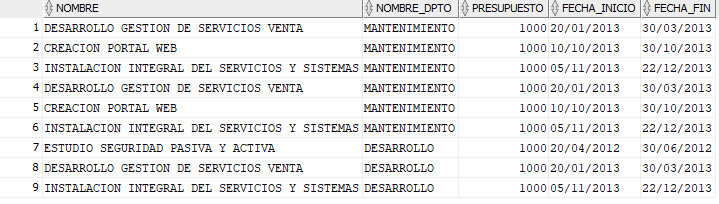 NOMBRE NOMBRE_DPTO PRESUPUESTO FECHA_INICIO FECHA_FIN
1 DESARROLLO GESTION DE SERVICIOS VENTA MANTENIMIENTO 1000 20/01/2013 30/03/2013
2 CREACION PORTAL WEB MANTENIMIENTO 1000 10/10/2013 30/10/2013
3 INSTALACION INTEGRAL DEL SERVICIOS Y SISTEMAS MANTENIMIENTO 1000 05/11/2013 22/12/2013
4 DESARROLLO GESTION DE SERVICIOS VENTA MANTENIMIENTO 1000 20/01/2013 30/03/2013
5 CREACION PORTAL WEB MANTENIMIENTO 1000 10/10/2013 30/10/2013
6 INSTALACION INTEGRAL DEL SERVICIOS Y SISTEMAS MANTENIMIENTO 1000 05/11/2013 22/12/2013
7 ESTUDIO SEGURIDAD PASIVA Y ACTIVA DESARROLLO 1000 20/04/2012 30/06/2012
8 DESARROLLO GESTION DE SERVICIOS VENTA DESARROLLO 1000 20/01/2013 30/03/2013
9 INSTALACION INTEGRAL DEL SERVICIOS Y SISTEMAS DESARROLLO 1000 05/11/2013 22/12/2013